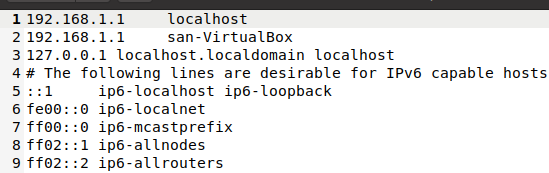 1 192.168.1.1 localhost
2 192.168.1.1 san-VirtualBox
3 127.0.0.1 localhost.localdomain localhost
4 # The following lines are desirable for IPv6 capable hosts
5 ::1 ip6-localhost ip6-loopback
6 fe00::0 ip6-localnet
7 ff00::0 ip6-mcastprefix
8 ff02::1 ip6-allnodes
9 ff02::2 ip6-allrouters